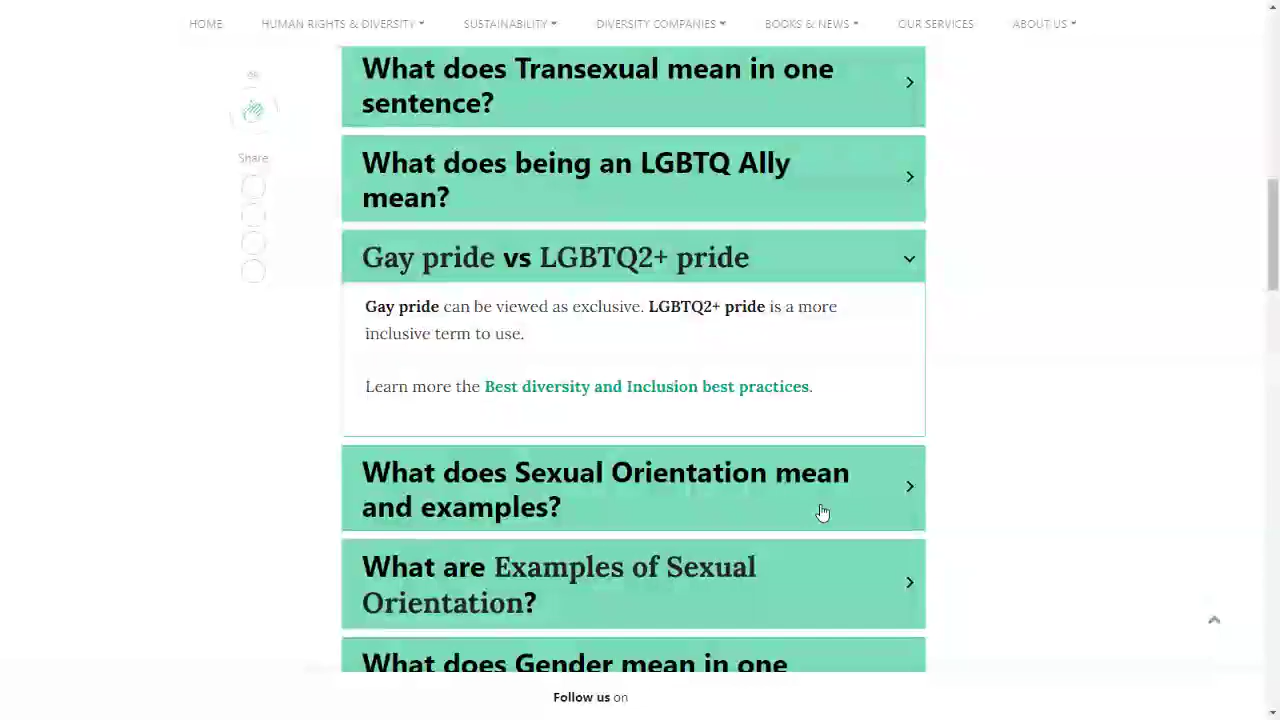 HOME HUMAN RIGHTS & DIVERSITY SUSTAINABILITY DIVERSITY COMPANIES BOOKS & NEWS OUR SERVICES ABOUT US
What does Transexual mean in one
sentence?
Share
What does being an LGBTQ Ally
mean?
Gay pride vs LGBTQ2+ pride
Gay pride can be viewed as exclusive. LGBTQ2+ pride is a more
inclusive term to use.
Learn more the Best diversity and Inclusion best practices.
What does Sexual Orientation mean
and examples?
What are Examples of Sexual
Orientation?
What does Gender mean in one
Follow us on